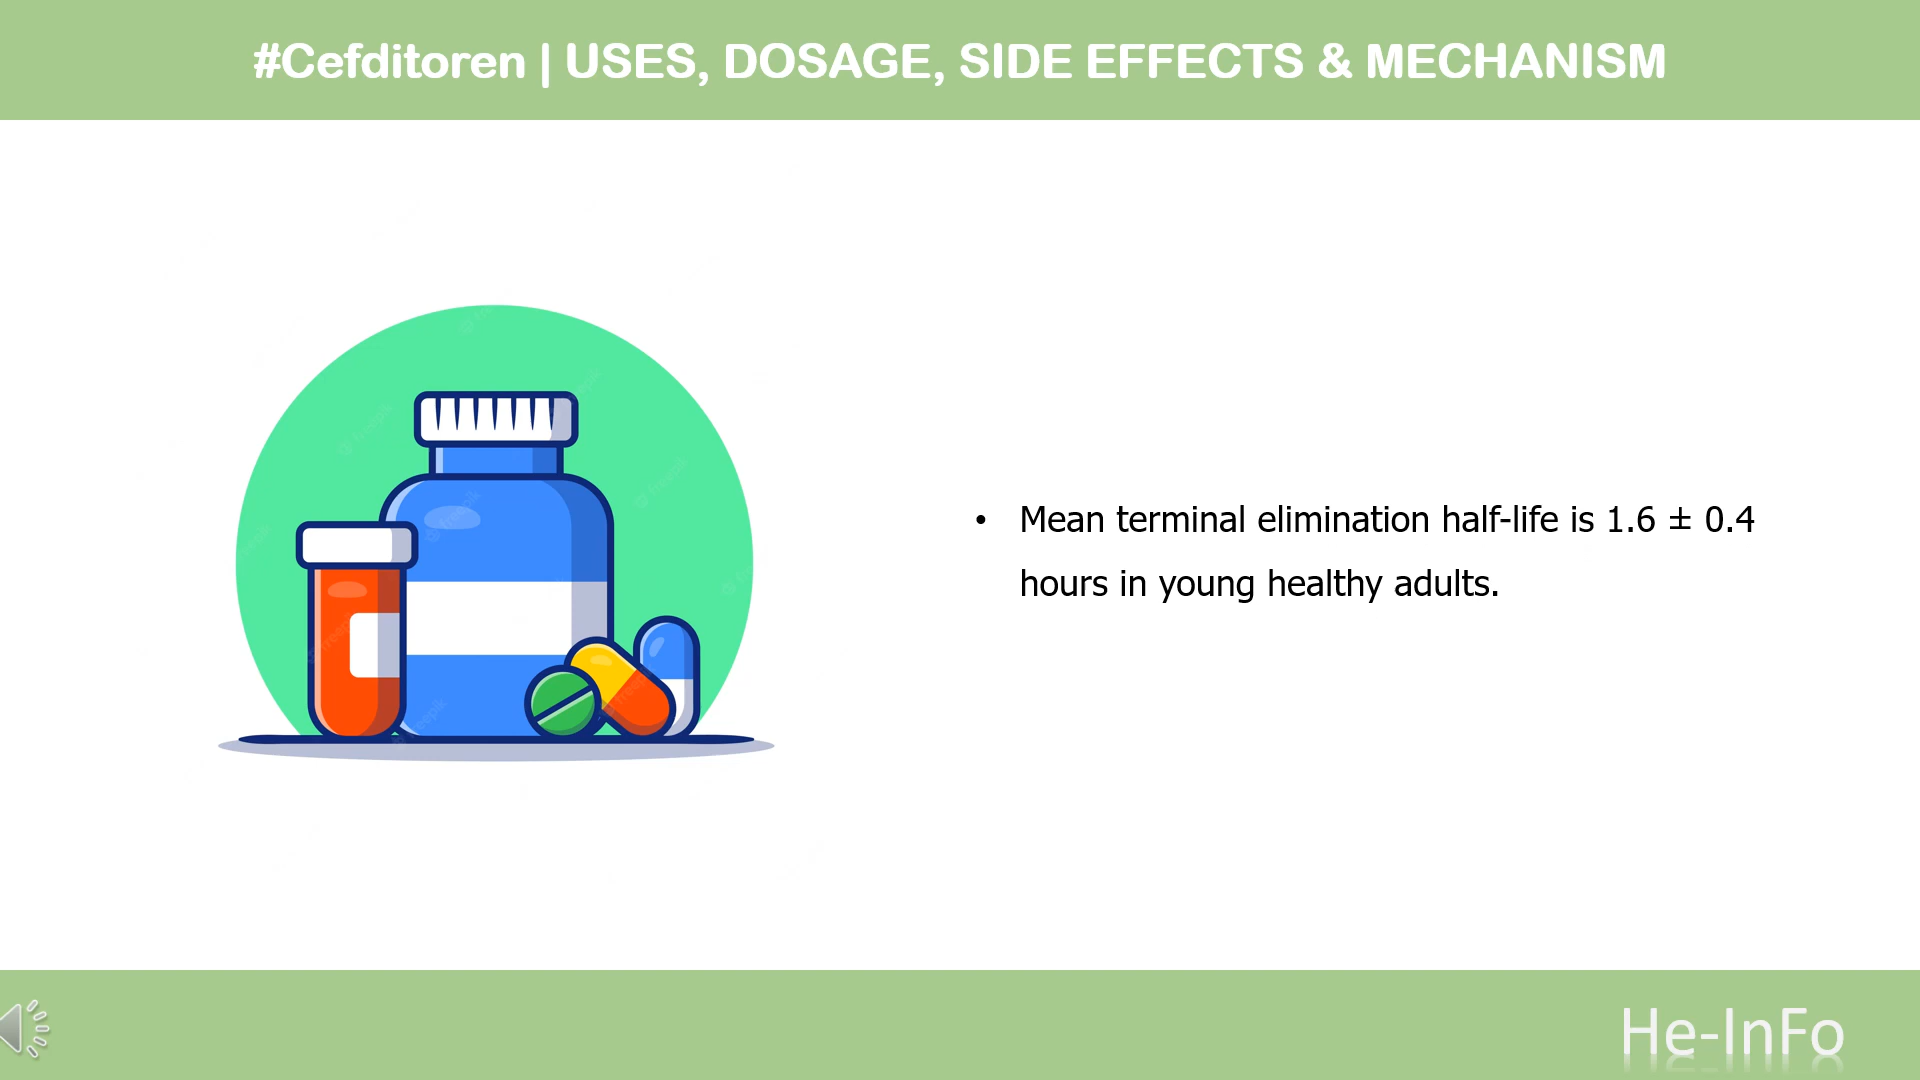 #Cefditoren | USES, DOSAGE, SIDE EFFECTS & MECHANISM
• Mean terminal elimination half-life is 1.6 ± 0.4
hours in young healthy adults.
He-InFo